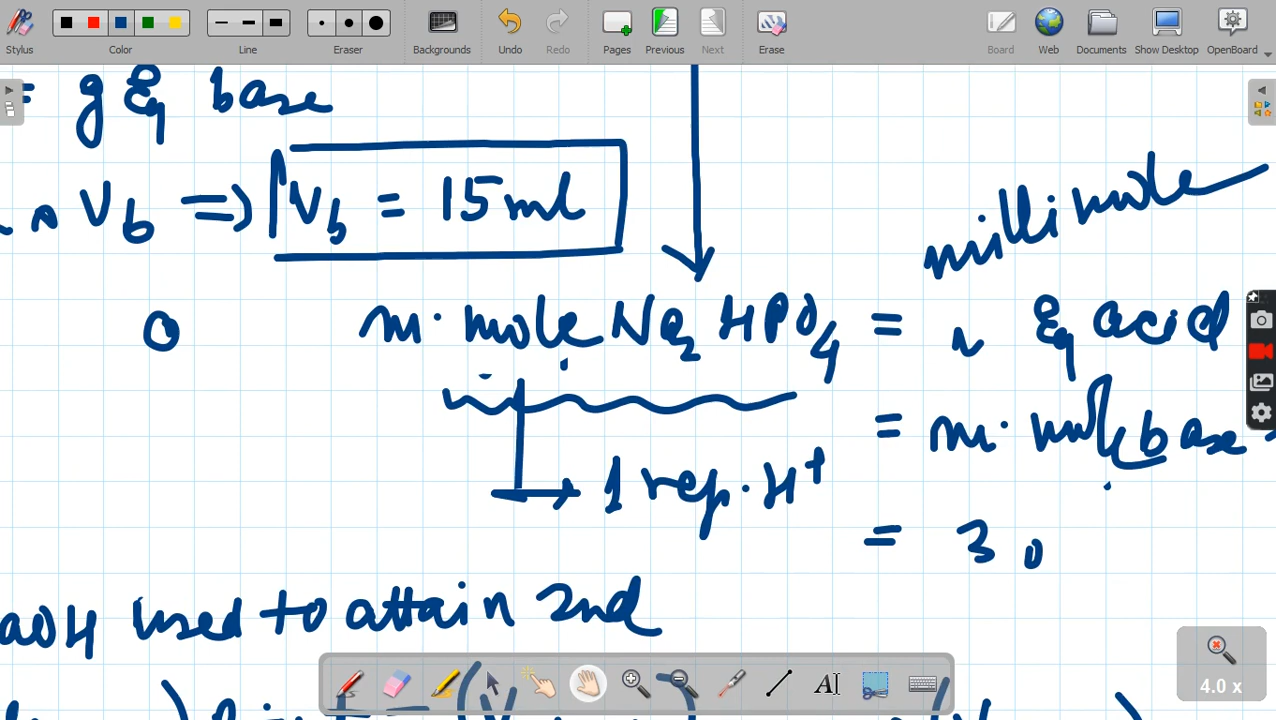 Stylus Color Line Eraser Backgrounds Undo Redo Pages Previous Next Erase Board Web Documents Show Desktop OpenBoard
= g Eq base
Vb => Vb = 15 ml
millimole
0 m. mole Na2HPO4 = Eq acid
= m. mole base
1 rep. H+
= 30
aOH used to attain 2nd
4.0 x